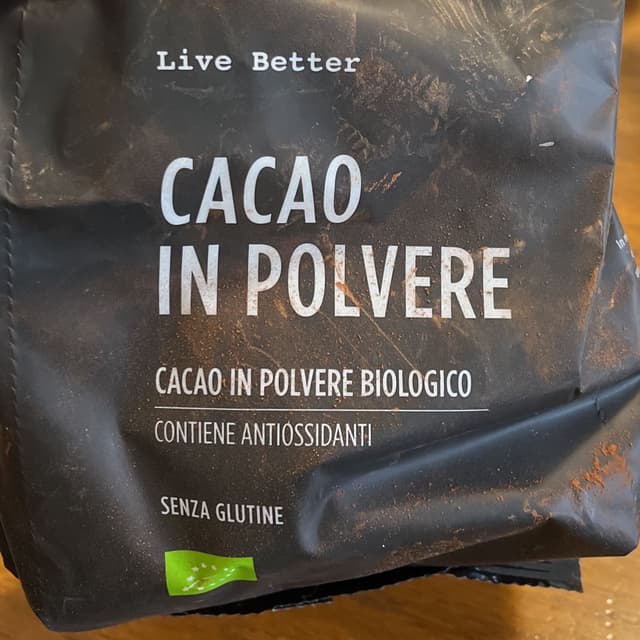 Live Better
CACAO
IN POLVERE
CACAO IN POLVERE BIOLOGICO
CONTIENE ANTIOSSIDANTI
SENZA GLUTINE